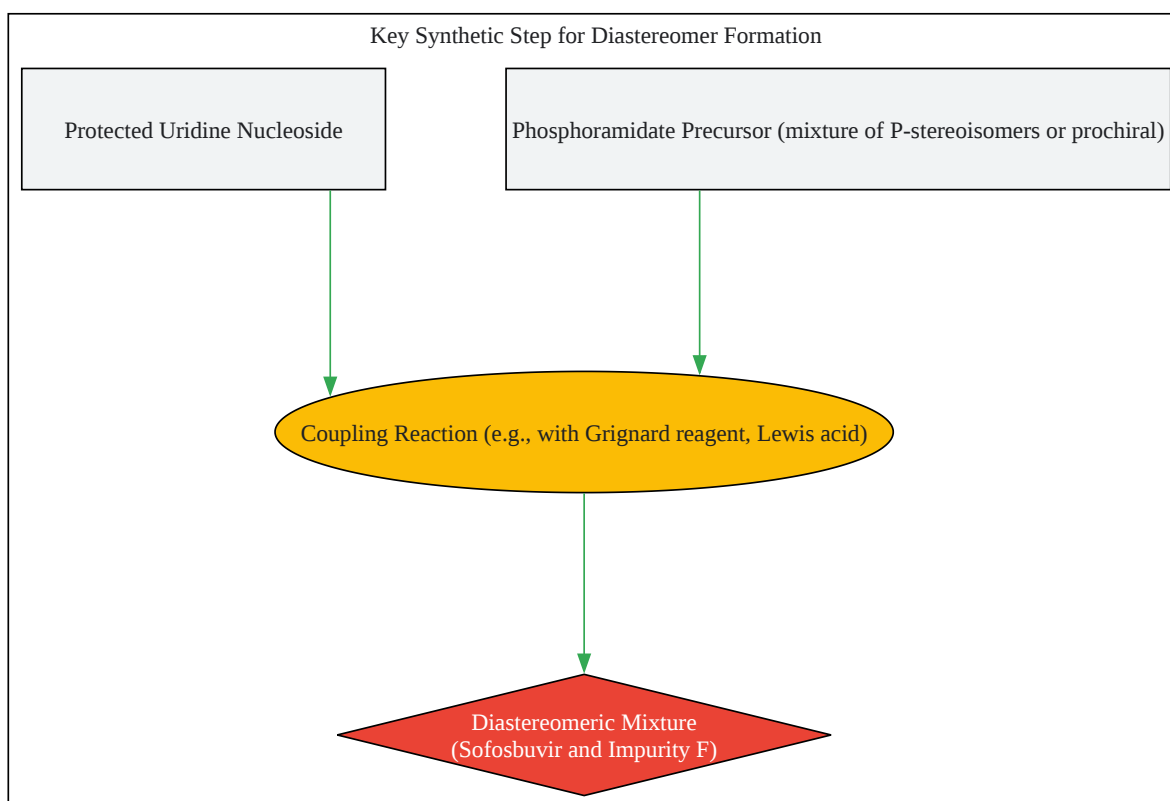 Key Synthetic Step for Diastereomer Formation
Protected Uridine Nucleoside
Phosphoramidate Precursor (mixture of P-stereoisomers or prochiral)
Coupling Reaction (e.g., with Grignard reagent, Lewis acid)
Diastereomeric Mixture
(Sofosbuvir and Impurity F)